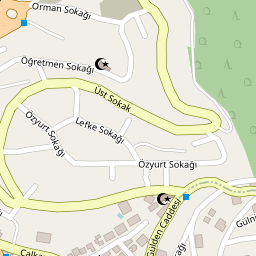 Orman Sokağı
Öğretmen Sokağı
Üst Sokak
Lefke Sokağı
Özyurt Sokağı
Özyurt Sokağı
Gülden Caddesi